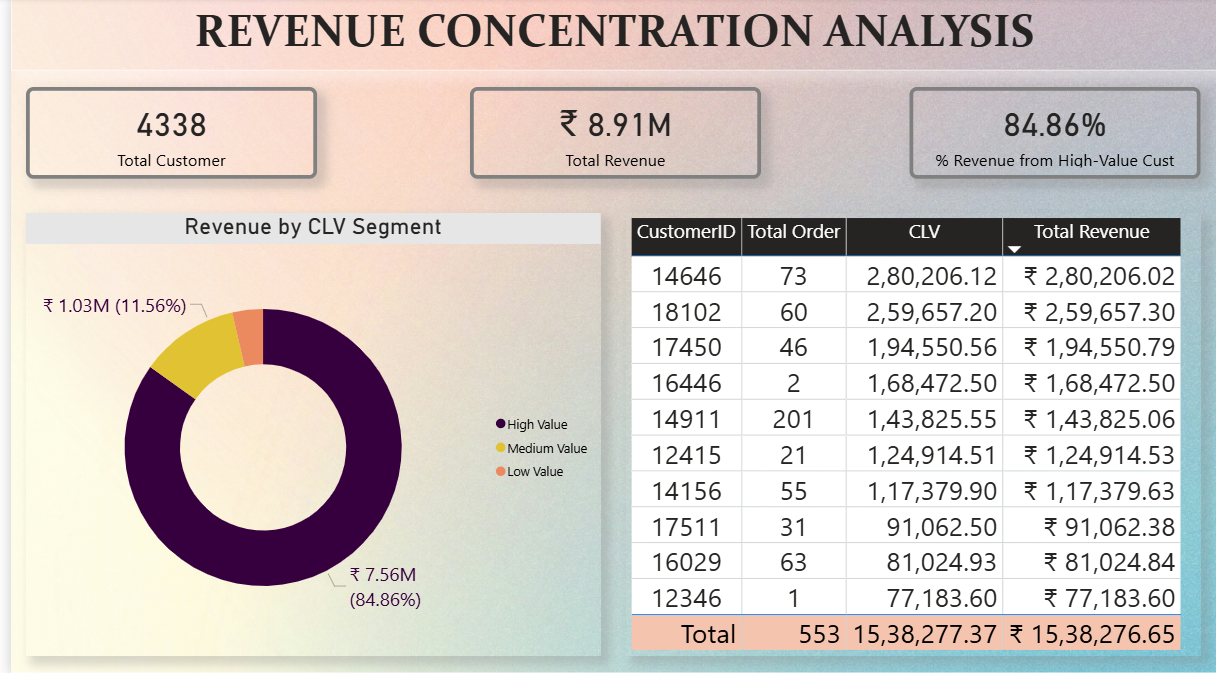 REVENUE CONCENTRATION ANALYSIS
4338
Total Customer
₹ 8.91M
Total Revenue
84.86%
% Revenue from High-Value Cust
Revenue by CLV Segment
₹ 1.03M (11.56%)
High Value
Medium Value
Low Value
₹ 7.56M
(84.86%)
CustomerID Total Order CLV Total Revenue
14646 73 2,80,206.12 ₹ 2,80,206.02
18102 60 2,59,657.20 ₹ 2,59,657.30
17450 46 1,94,550.56 ₹ 1,94,550.79
16446 2 1,68,472.50 ₹ 1,68,472.50
14911 201 1,43,825.55 ₹ 1,43,825.06
12415 21 1,24,914.51 ₹ 1,24,914.53
14156 55 1,17,379.90 ₹ 1,17,379.63
17511 31 91,062.50 ₹ 91,062.38
16029 63 81,024.93 ₹ 81,024.84
12346 1 77,183.60 ₹ 77,183.60
Total 553 15,38,277.37 ₹ 15,38,276.65